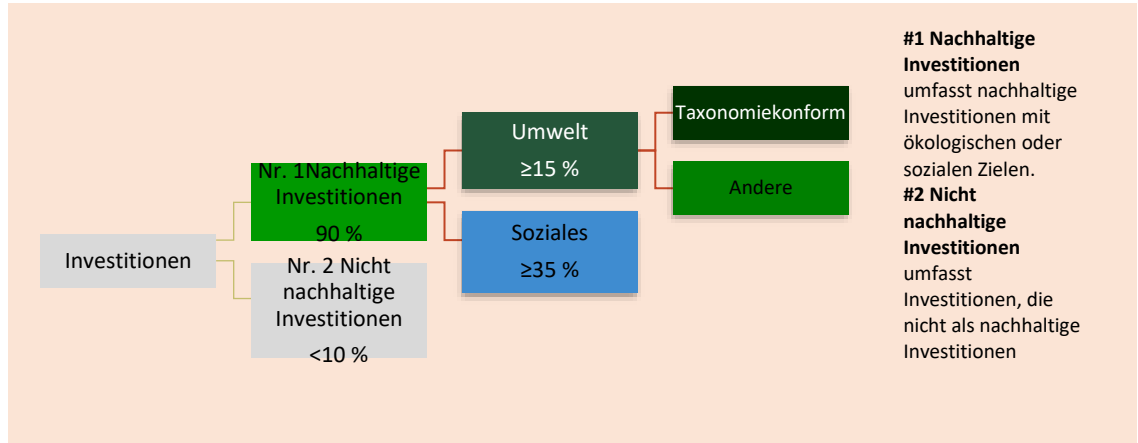 Investitionen
Nr. 1Nachhaltige
Investitionen
90 %
Nr. 2 Nicht
nachhaltige
Investitionen
<10 %
Umwelt
≥15 %
Soziales
≥35 %
Taxonomiekonform
Andere
#1 Nachhaltige
Investitionen
umfasst nachhaltige
Investitionen mit
ökologischen oder
sozialen Zielen.
#2 Nicht
nachhaltige
Investitionen
umfasst
Investitionen, die
nicht als nachhaltige
Investitionen